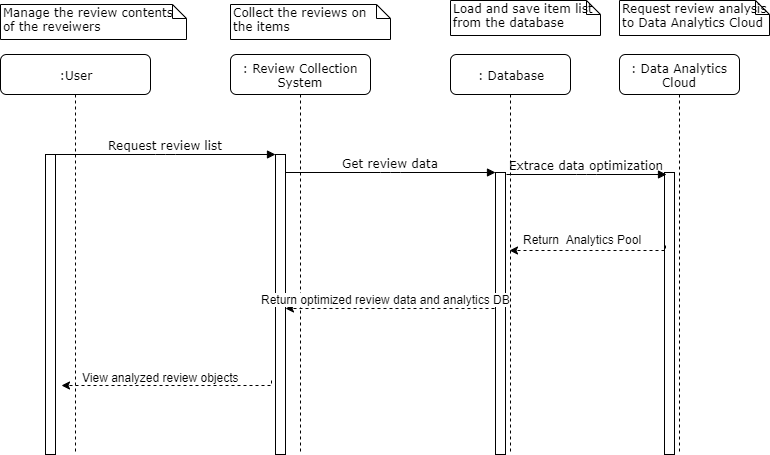 Manage the review contents
of the reveiwers
Collect the reviews on
the items
Load and save item list
from the database
Request review analysis
to Data Analytics Cloud
:User
: Review Collection
System
: Database
: Data Analytics
Cloud
Request review list
Get review data
Extrace data optimization
Return Analytics Pool
Return optimized review data and analytics DB
View analyzed review objects